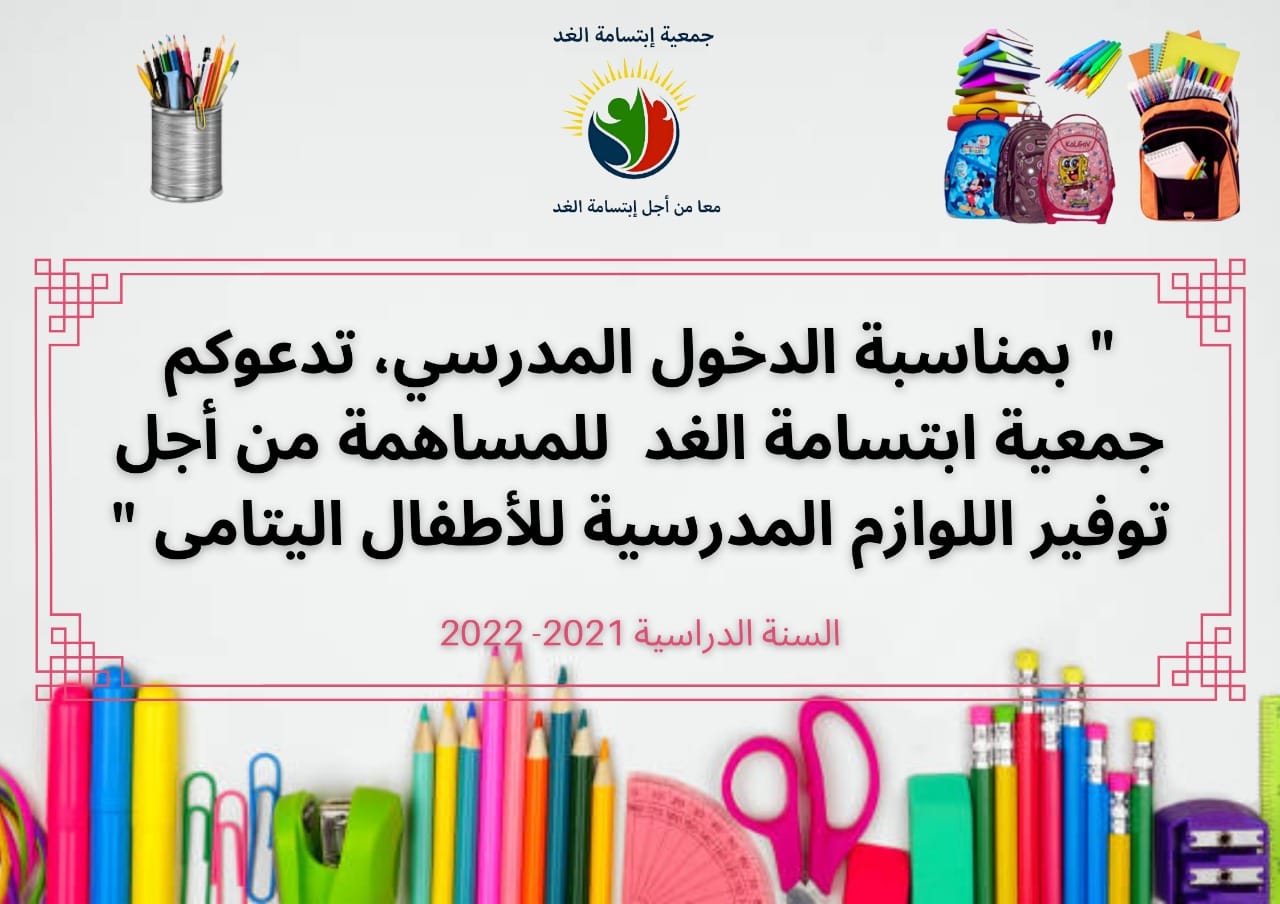 جمعية إبتسامة الغد
معا من أجل إبتسامة الغد
KALGAV
" بمناسبة الدخول المدرسي، تدعوكم
جمعية ابتسامة الغد للمساهمة من أجل
توفير اللوازم المدرسية للأطفال اليتامى "
السنة الدراسية 2021- 2022